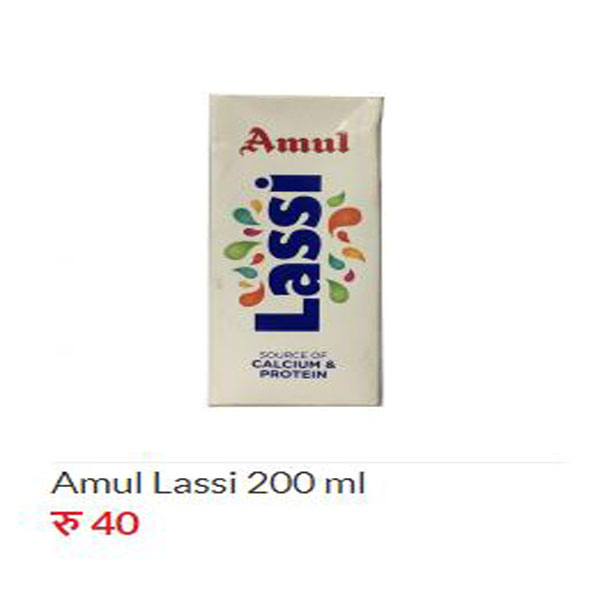 Amul
Lassi
SOURCE OF
CALCIUM &
PROTEIN
Amul Lassi 200 ml
रु 40